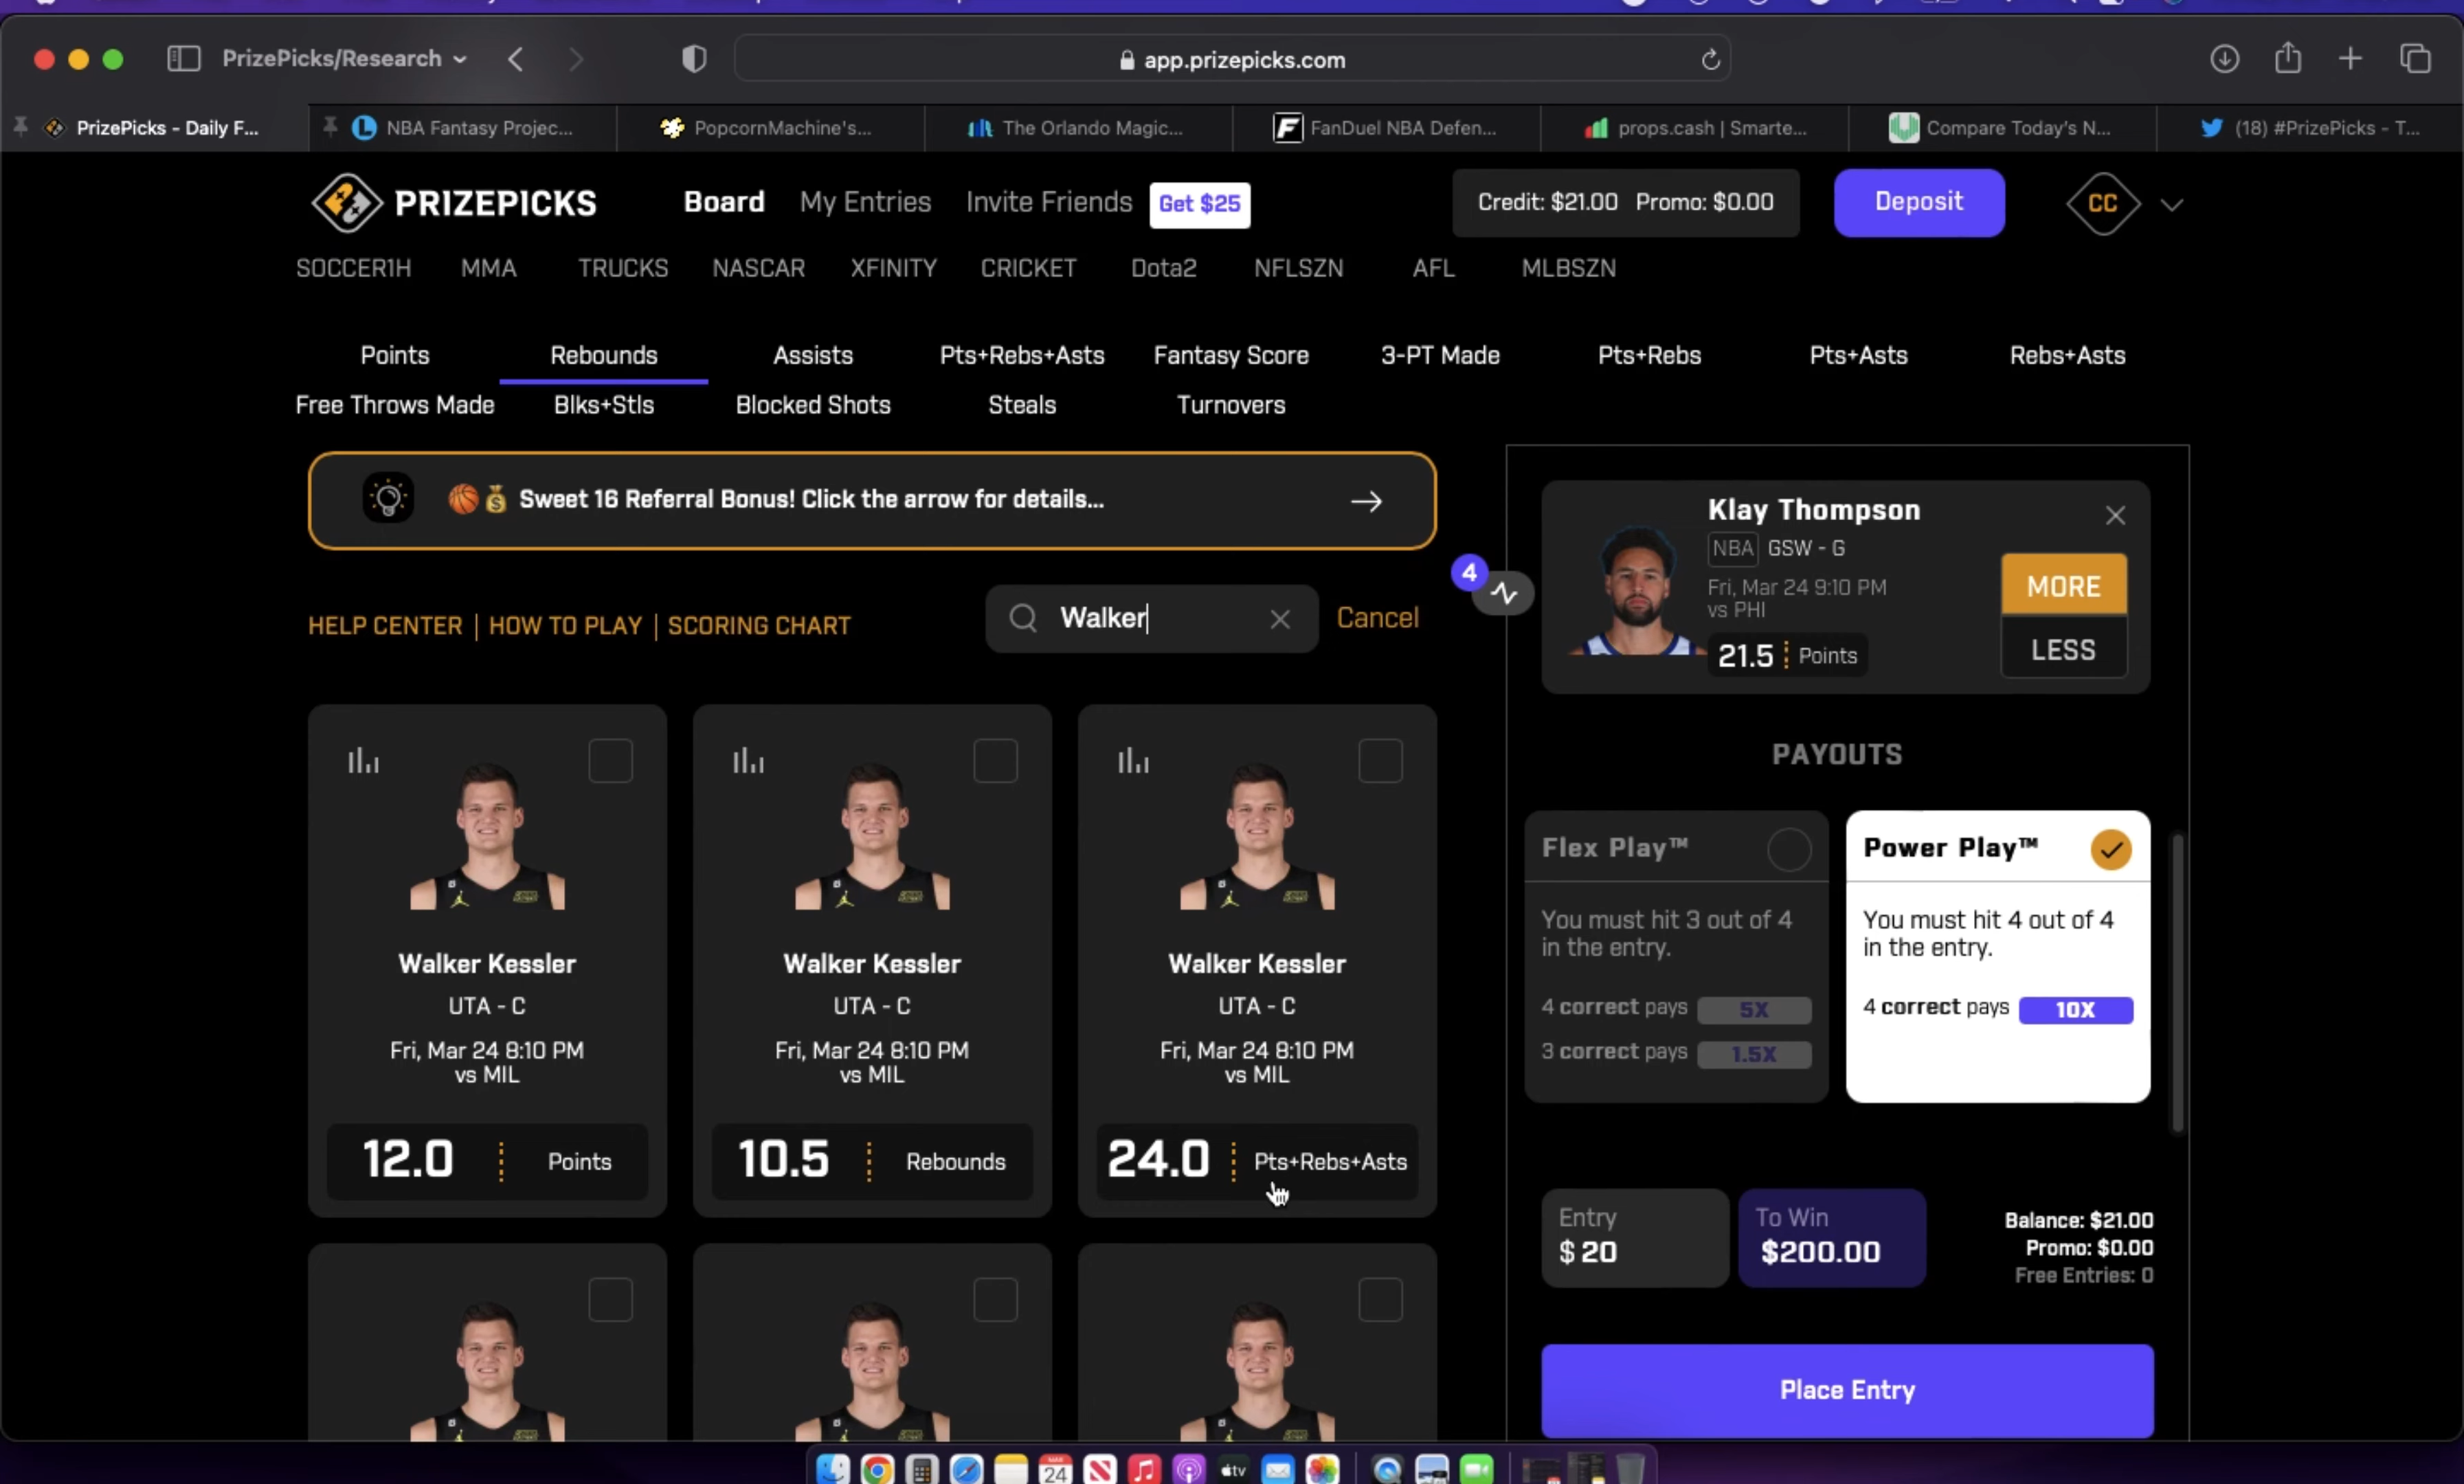 PrizePicks/Research
app.prizepicks.com
PrizePicks - Daily F...
NBA Fantasy Projec...
PopcornMachine's...
The Orlando Magic...
FanDuel NBA Defen...
props.cash | Smarte...
Compare Today's N...
(18) #PrizePicks - T...
PRIZEPICKS
Board
My Entries
Invite Friends
Get $25
Credit: $21.00 Promo: $0.00
Deposit
CC
SOCCER1H MMA TRUCKS NASCAR XFINITY CRICKET Dota2 NFLSZN AFL MLBSZN
Points Rebounds Assists Pts+Rebs+Asts Fantasy Score 3-PT Made Pts+Rebs Pts+Asts Rebs+Asts
Free Throws Made Blks+Stls Blocked Shots Steals Turnovers
Sweet 16 Referral Bonus! Click the arrow for details...
HELP CENTER | HOW TO PLAY | SCORING CHART
Walker
Cancel
Walker Kessler
UTA - C
Fri, Mar 24 8:10 PM
vs MIL
12.0 Points
Walker Kessler
UTA - C
Fri, Mar 24 8:10 PM
vs MIL
10.5 Rebounds
Walker Kessler
UTA - C
Fri, Mar 24 8:10 PM
vs MIL
24.0 Pts+Rebs+Asts
4
Klay Thompson
NBA GSW - G
Fri, Mar 24 9:10 PM
vs PHI
21.5 Points
MORE
LESS
PAYOUTS
Flex Play™
You must hit 3 out of 4
in the entry.
4 correct pays 5X
3 correct pays 1.5X
Power Play™
You must hit 4 out of 4
in the entry.
4 correct pays 10X
Entry
$ 20
To Win
$200.00
Balance: $21.00
Promo: $0.00
Free Entries: 0
Place Entry
24
tv